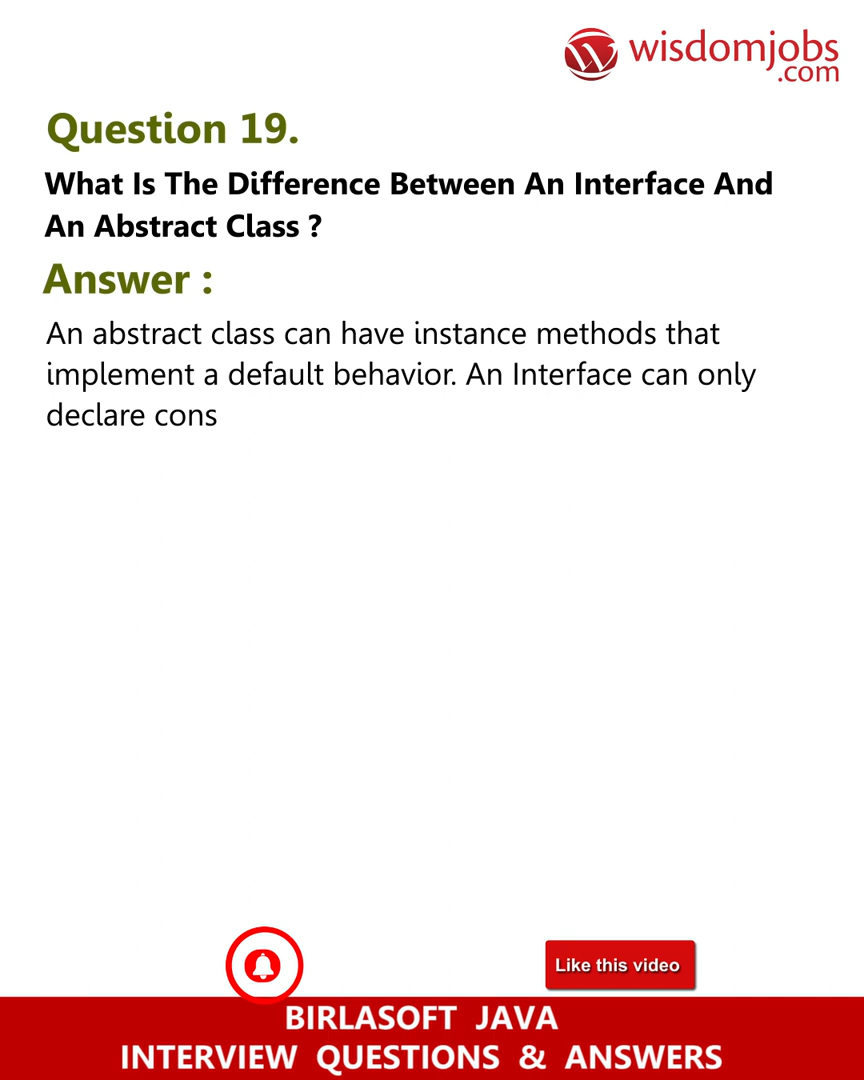 wisdomjobs
.com
Question 19.
What Is The Difference Between An Interface And
An Abstract Class ?
Answer :
An abstract class can have instance methods that
implement a default behavior. An Interface can only
declare cons
Like this video
BIRLASOFT JAVA
INTERVIEW QUESTIONS & ANSWERS